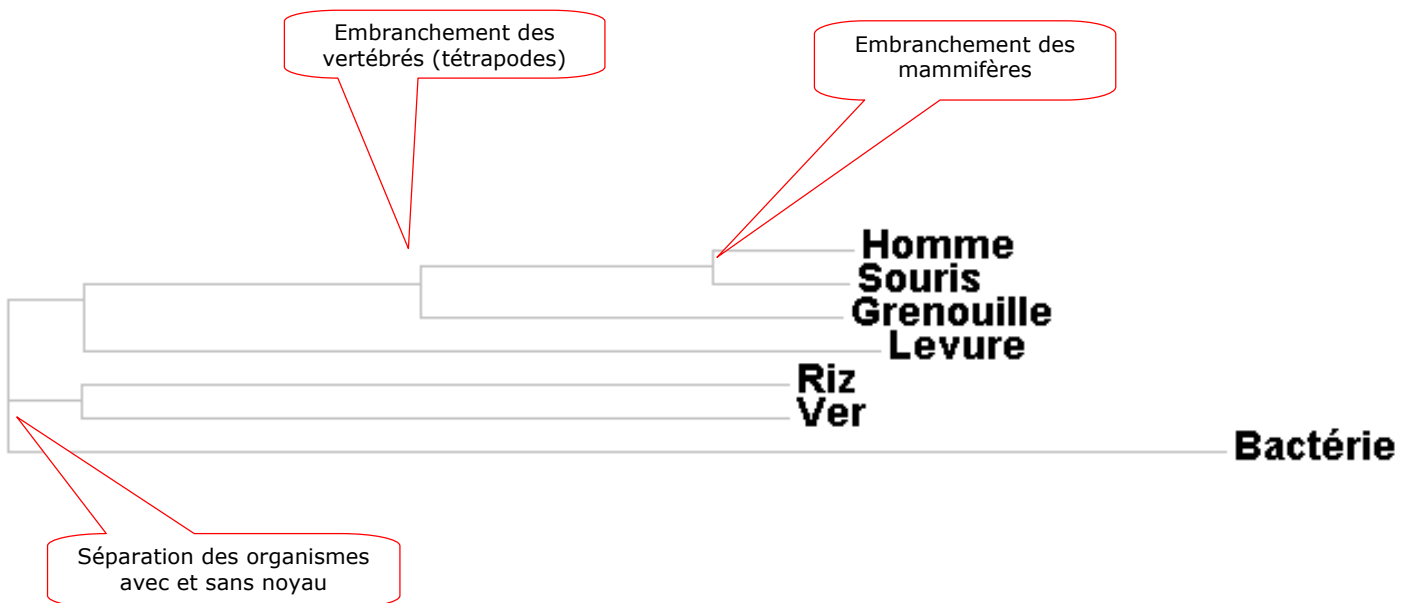 Embranchement des
vertébrés (tétrapodes)
Embranchement des
mammifères
Homme
Souris
Grenouille
Levure
Riz
Ver
Bactérie
Séparation des organismes
avec et sans noyau